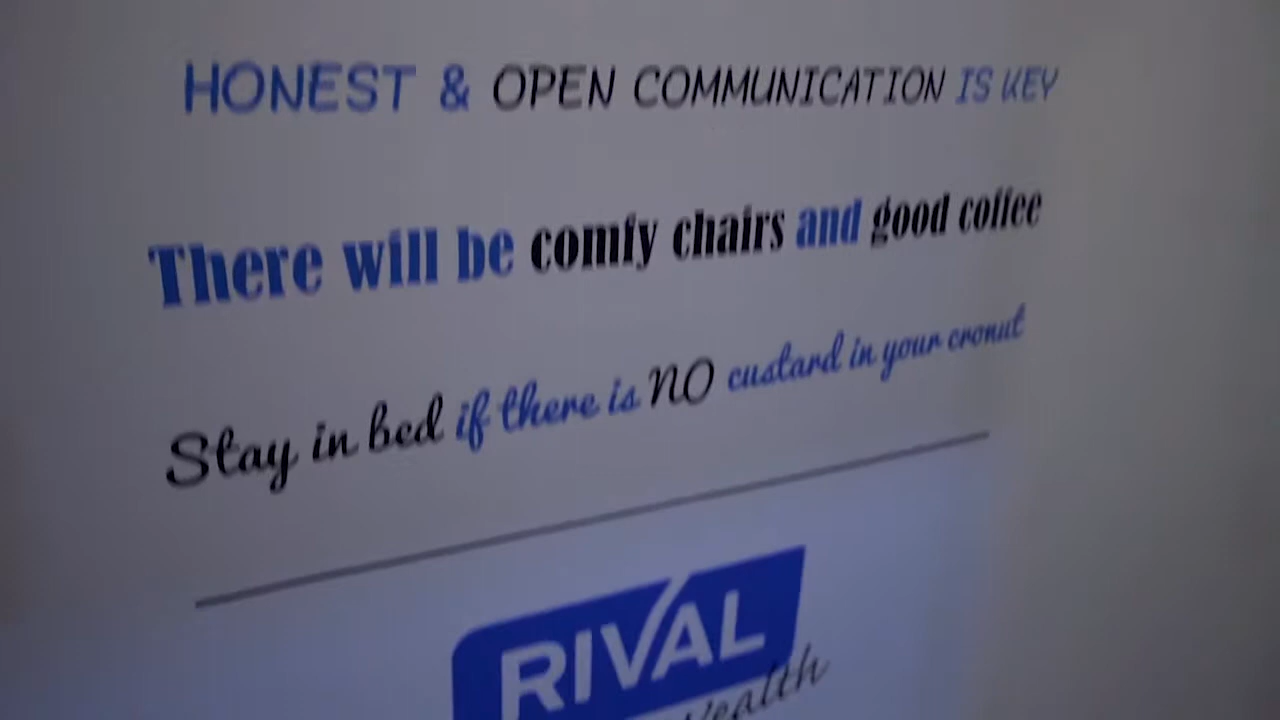 HONEST & OPEN COMMUNICATION IS KEY
There will be comfy chairs and good coffee
Stay in bed if there is NO custard in your cronut
RIVAL